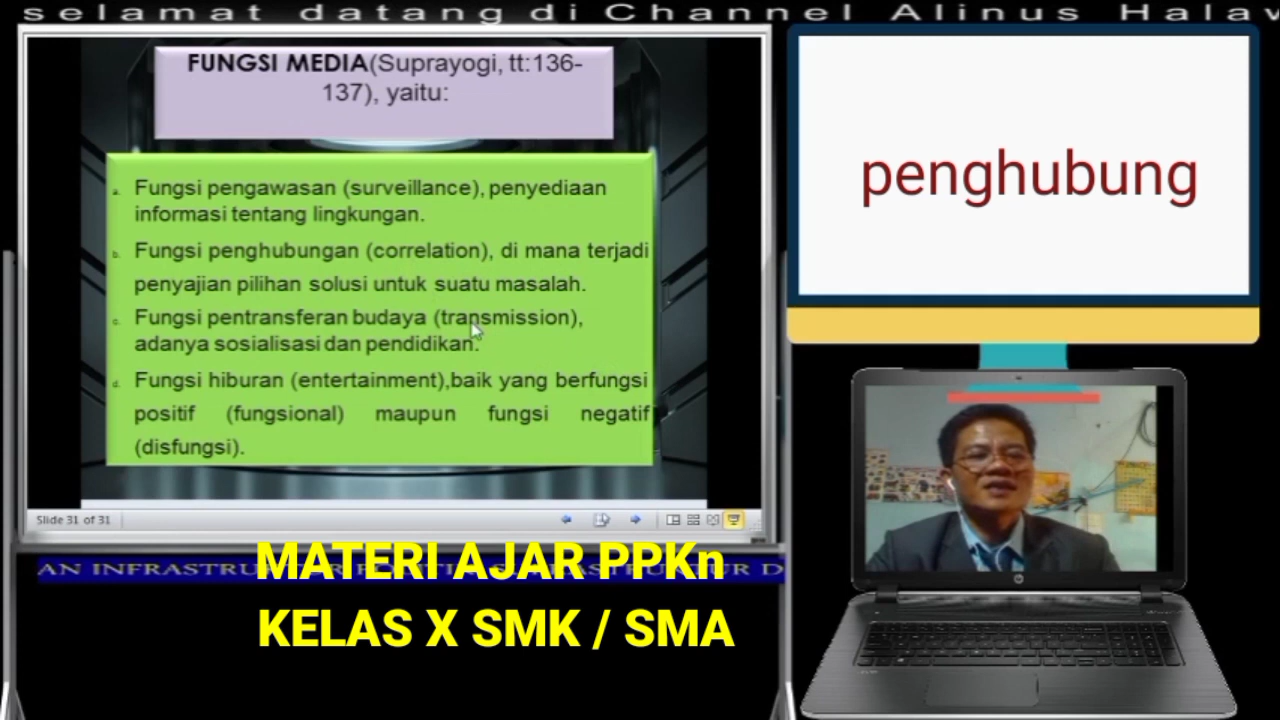 selamat datang di Channel Alinus Halav
FUNGSI MEDIA(Suprayogi, tt:136-
137), yaitu:
a. Fungsi pengawasan (surveillance), penyediaan
informasi tentang lingkungan.
b. Fungsi penghubungan (correlation), di mana terjadi
penyajian pilihan solusi untuk suatu masalah.
c. Fungsi pentransferan budaya (transmission),
adanya sosialisasi dan pendidikan.
d. Fungsi hiburan (entertainment),baik yang berfungsi
positif (fungsional) maupun fungsi negatif
(disfungsi).
Slide 31 of 31
penghubung
AN INFRASTRU
MATERI AJAR PPKn
KELAS X SMK / SMA
hp